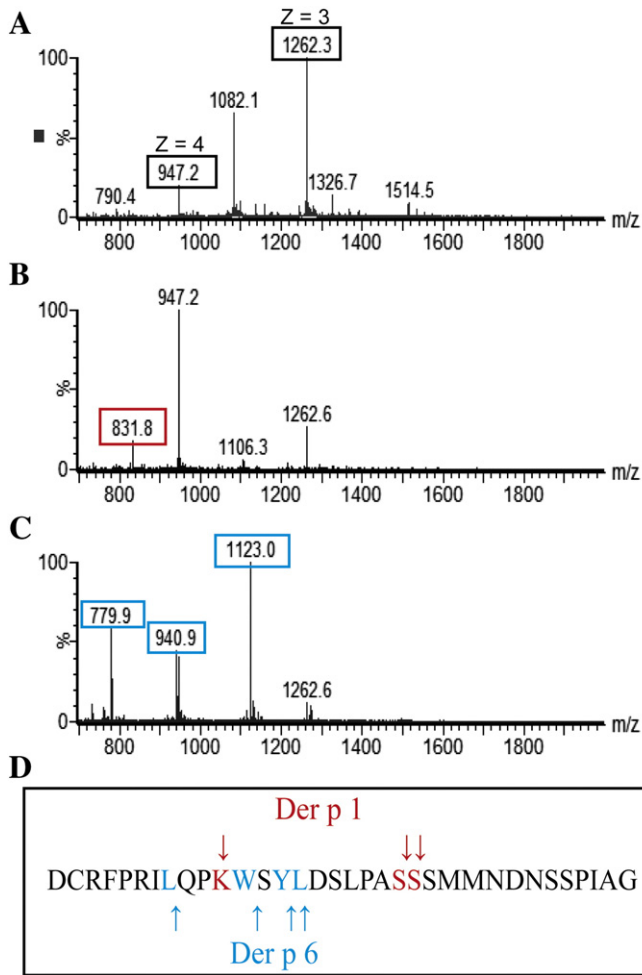 A
Z = 3
1262.3
100
1082.1
%
Z = 4
947.2
790.4
1326.7
1514.5
0
m/z
800 1000 1200 1400 1600 1800
B
947.2
100
%
831.8
1106.3
1262.6
0
m/z
800 1000 1200 1400 1600 1800
C
1123.0
100
779.9
940.9
%
1262.6
0
m/z
800 1000 1200 1400 1600 1800
D
Der p 1
↓ ↓↓
DCRFPRILQPKWSYLDSLPASSSMMNDNSSPIAG
↑ ↑ ↑↑
Der p 6